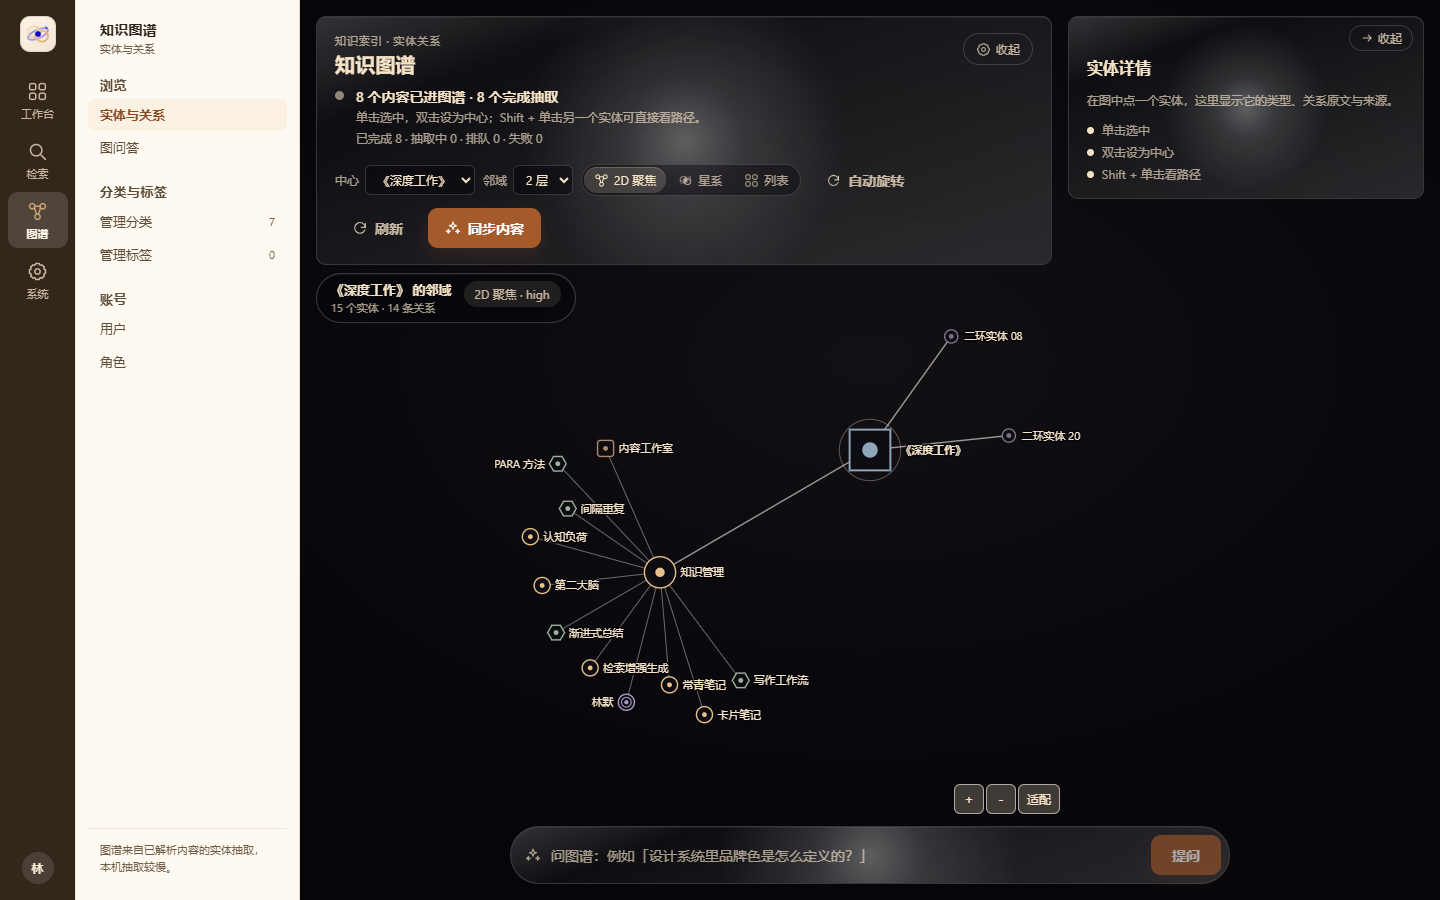 工作台
检索
图谱
系统
林
知识图谱
实体与关系
浏览
实体与关系
图问答
分类与标签
管理分类 7
管理标签 0
账号
用户
角色
图谱来自已解析内容的实体抽取，
本机抽取较慢。
知识索引 · 实体关系
知识图谱
收起
8 个内容已进图谱 · 8 个完成抽取
单击选中，双击设为中心；Shift + 单击另一个实体可直接看路径。
已完成 8 · 抽取中 0 · 排队 0 · 失败 0
中心 《深度工作》 邻域 2 层 2D 聚焦 星系 列表 自动旋转
刷新 同步内容
收起
实体详情
在图中点一个实体，这里显示它的类型、关系原文与来源。
单击选中
双击设为中心
Shift + 单击看路径
《深度工作》 的邻域
15 个实体 · 14 条关系
2D 聚焦 · high
二环实体 08
二环实体 20
《深度工作》
内容工作室
PARA 方法
间隔重复
认知负荷
知识管理
第二大脑
渐进式总结
检索增强生成
写作工作流
常青笔记
林默
卡片笔记
+ - 适配
问图谱：例如「设计系统里品牌色是怎么定义的？」
提问